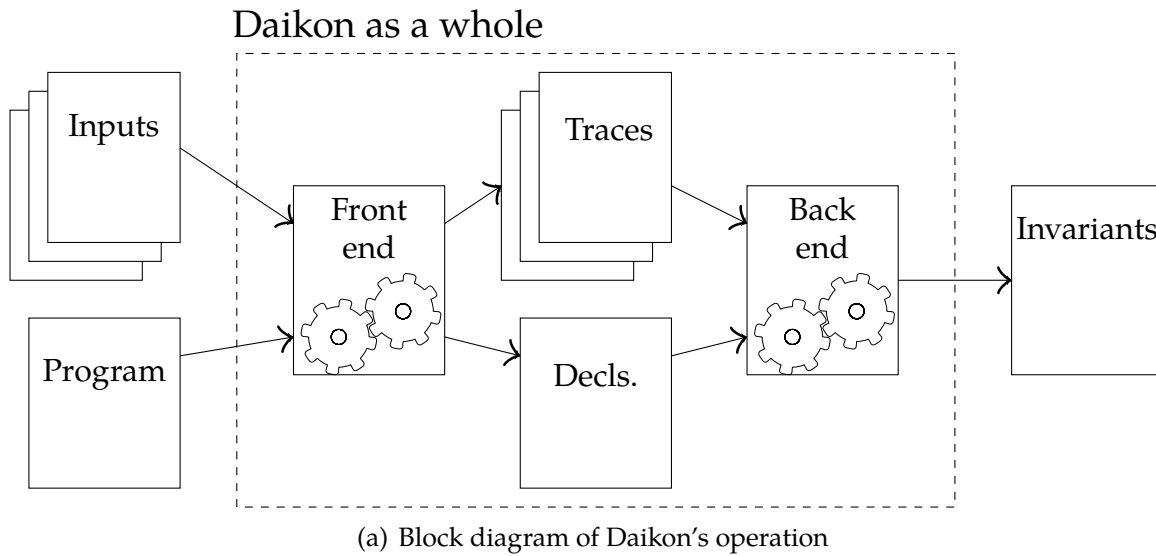 Daikon as a whole
Inputs
Traces
Front
end
Back
end
Invariants
Program
Decls.
(a) Block diagram of Daikon's operation